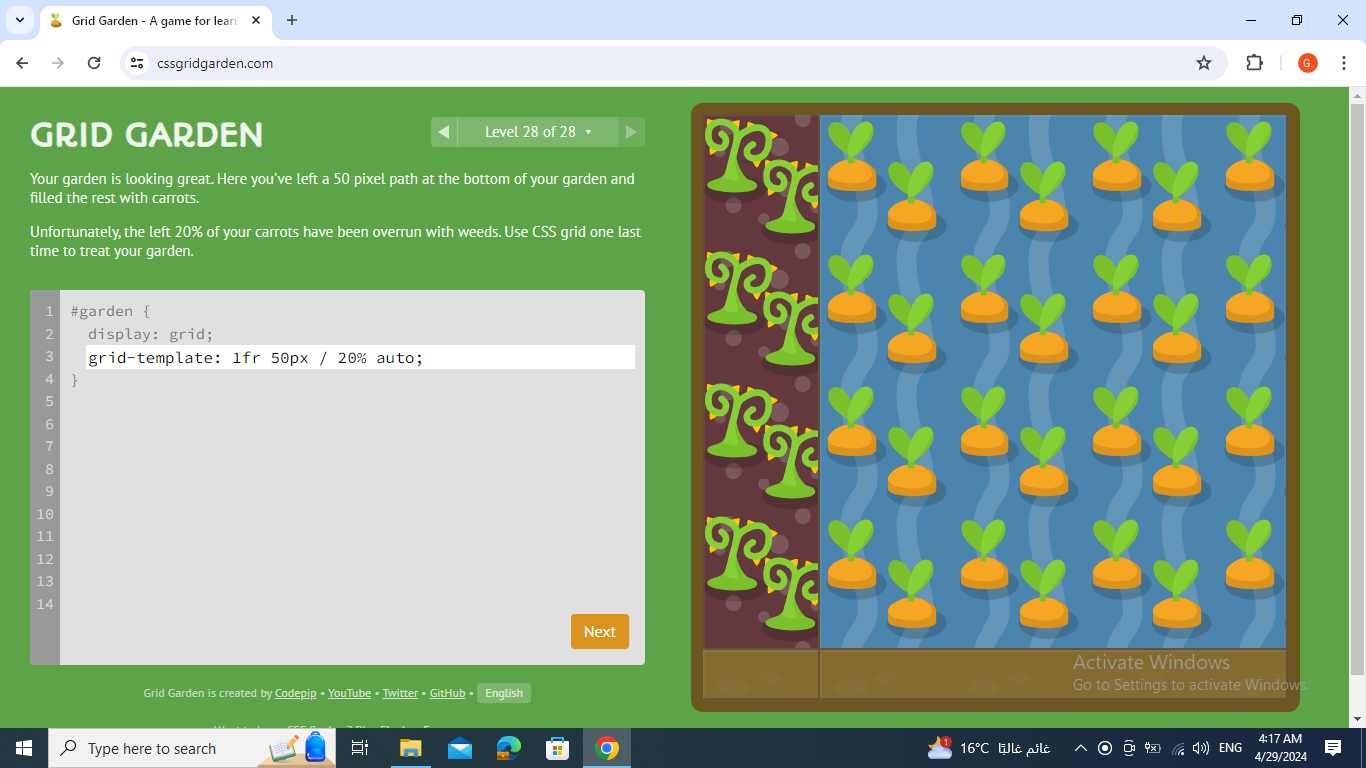 Grid Garden - A game for learn
cssgridgarden.com
G.
GRID GARDEN
Level 28 of 28
Your garden is looking great. Here you've left a 50 pixel path at the bottom of your garden and
filled the rest with carrots.
Unfortunately, the left 20% of your carrots have been overrun with weeds. Use CSS grid one last
time to treat your garden.
1 #garden {
2 display: grid;
3 grid-template: 1fr 50px / 20% auto;
4 }
5
6
7
8
9
10
11
12
13
14
Next
Grid Garden is created by Codepip • YouTube • Twitter • GitHub • English
Activate Windows
Go to Settings to activate Windows.
Type here to search
1
16°C غائم غالبًا
ENG
4:17 AM
4/29/2024